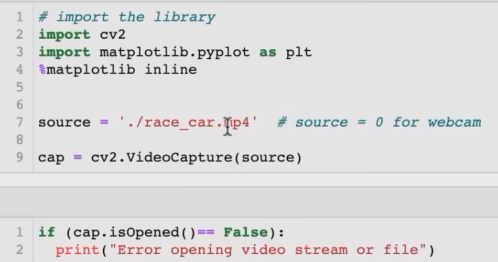 1 # import the library
2 import cv2
3 import matplotlib.pyplot as plt
4 %matplotlib inline
5
6
7 source = './race_car.mp4'  # source = 0 for webcam
8
9 cap = cv2.VideoCapture(source)
1 if (cap.isOpened()== False):
2   print("Error opening video stream or file")